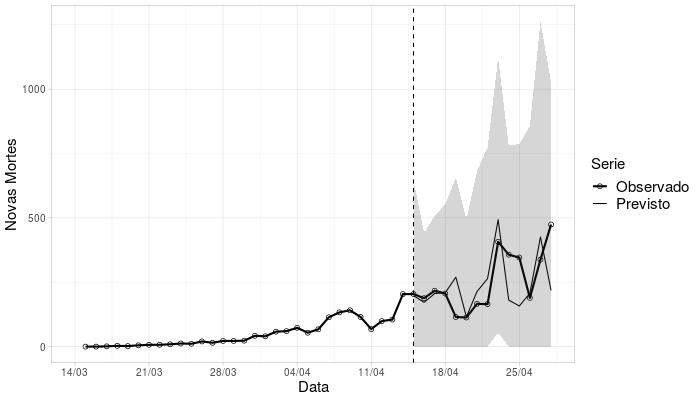 Novas Mortes
1000
500
0
14/03 21/03 28/03 04/04 11/04 18/04 25/04
Data
Serie
Observado
Previsto